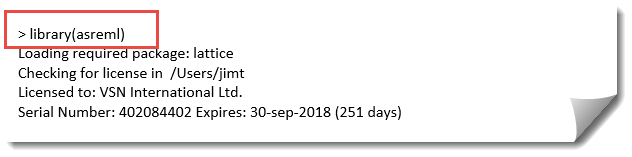 > library(asreml)
Loading required package: lattice
Checking for license in  /Users/jimt
Licensed to: VSN International Ltd.
Serial Number: 402084402 Expires: 30-sep-2018 (251 days)